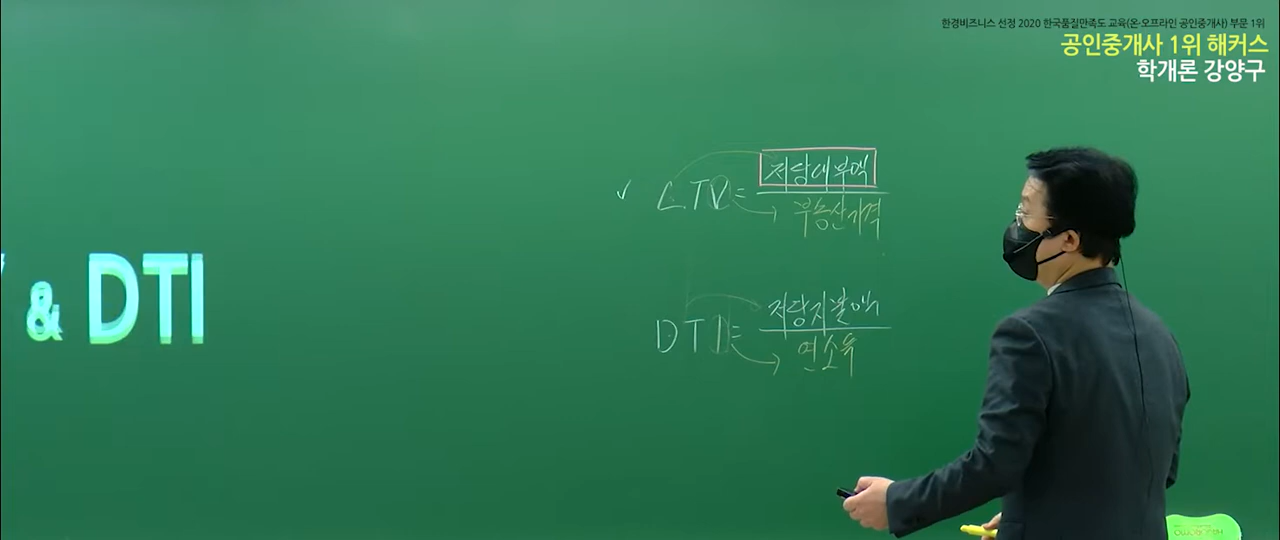 한경비즈니스 선정 2020 한국품질만족도 교육(온·오프라인 공인중개사) 부문 1위
공인중개사 1위 해커스
학개론 강양구
& DTI
✓ L.TV = 저당대부액
부동산가격
DTI = 저당지불액
연소득